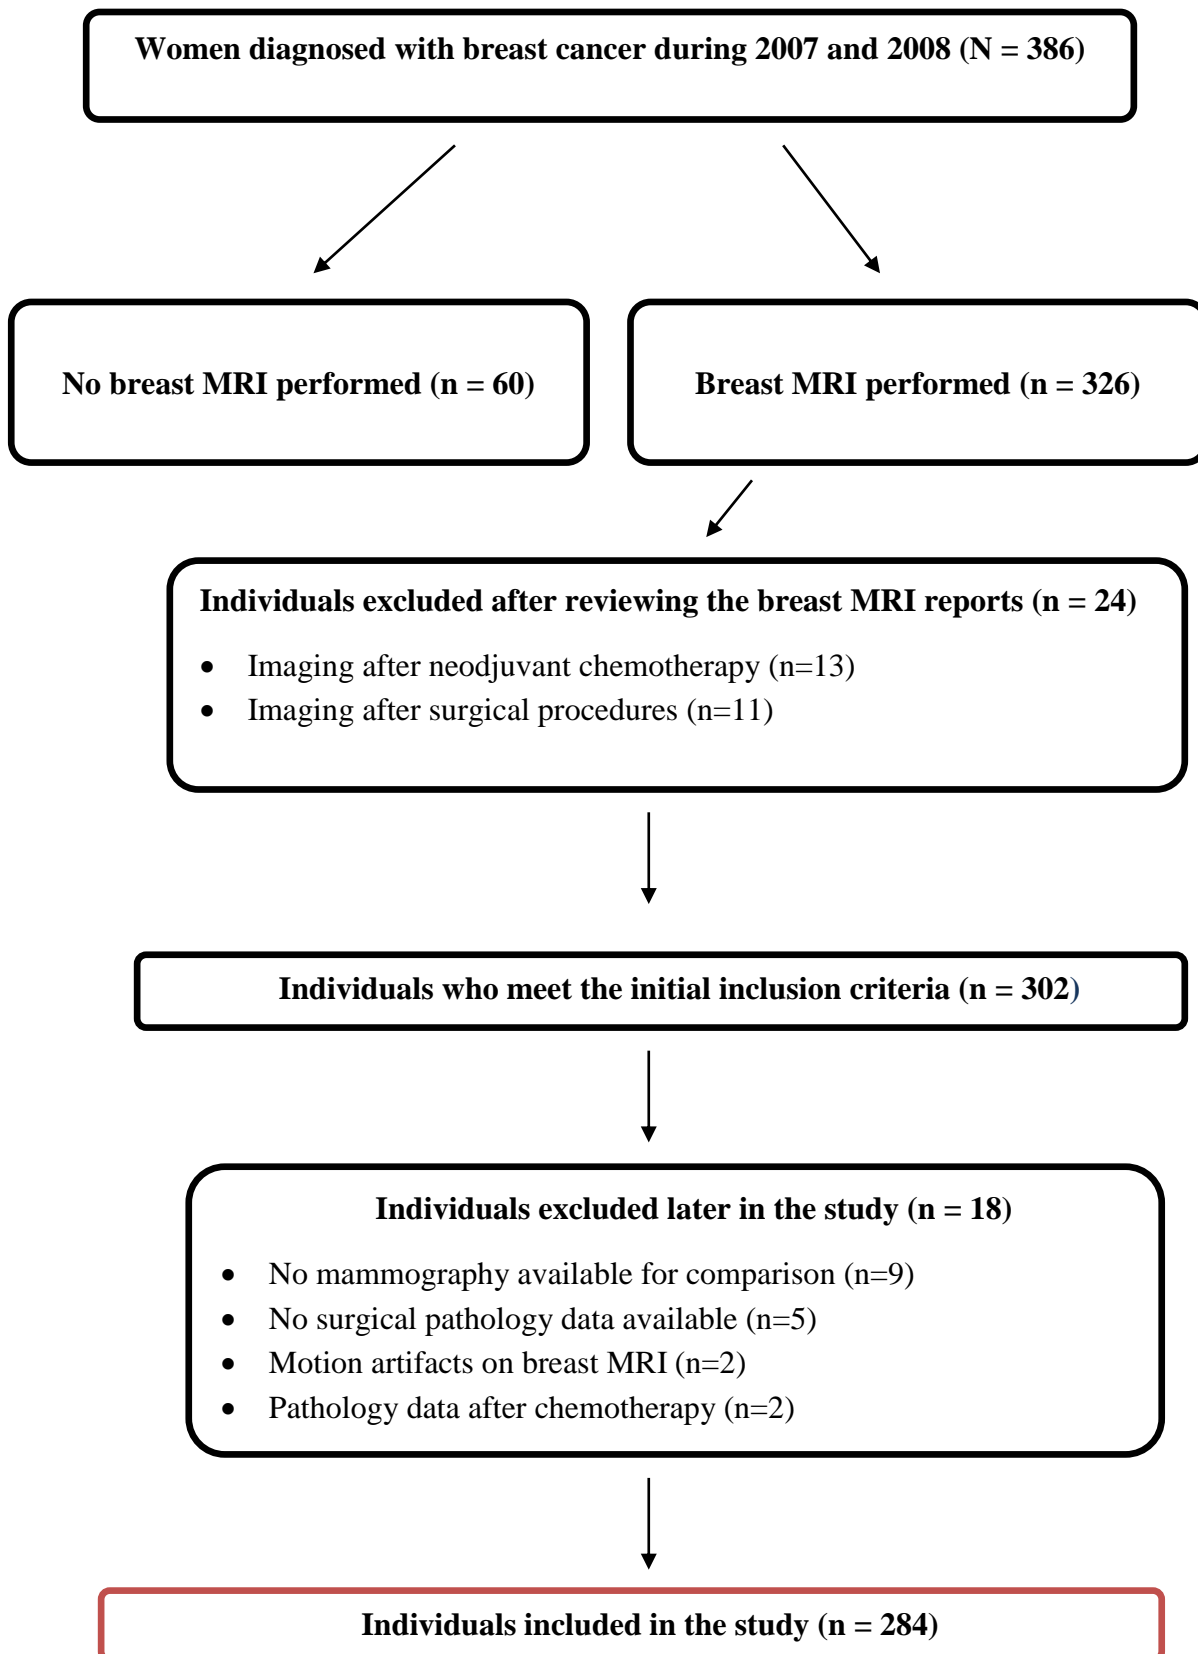 Women diagnosed with breast cancer during 2007 and 2008 (N = 386)
No breast MRI performed (n = 60)
Breast MRI performed (n = 326)
Individuals excluded after reviewing the breast MRI reports (n = 24)
• Imaging after neodjuvant chemotherapy (n=13)
• Imaging after surgical procedures (n=11)
Individuals who meet the initial inclusion criteria (n = 302)
Individuals excluded later in the study (n = 18)
• No mammography available for comparison (n=9)
• No surgical pathology data available (n=5)
• Motion artifacts on breast MRI (n=2)
• Pathology data after chemotherapy (n=2)
Individuals included in the study (n = 284)